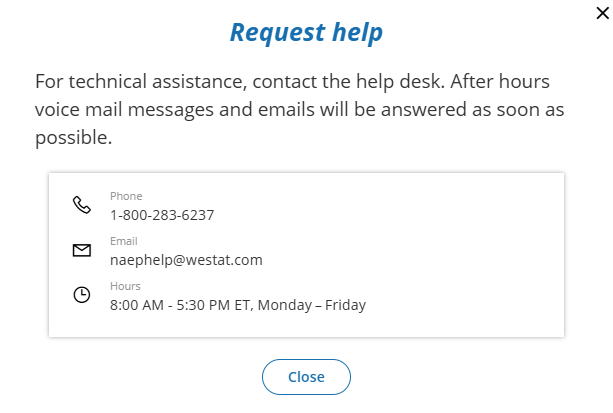 Request help
For technical assistance, contact the help desk. After hours
voice mail messages and emails will be answered as soon as
possible.
Phone
1-800-283-6237
Email
naephelp@westat.com
Hours
8:00 AM - 5:30 PM ET, Monday – Friday
Close